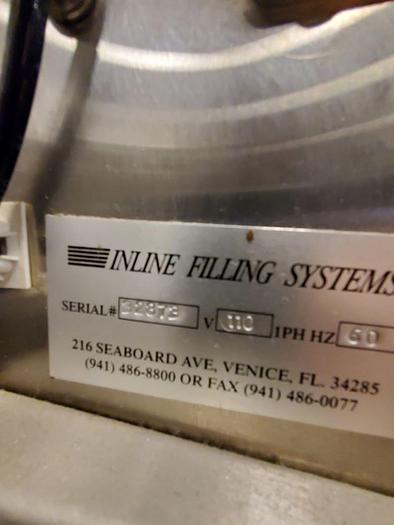 INLINE FILLING SYSTEMS
SERIAL# V 110 1PH HZ 60
216 SEABOARD AVE, VENICE, FL. 34285
(941) 486-8800 OR FAX (941) 486-0077